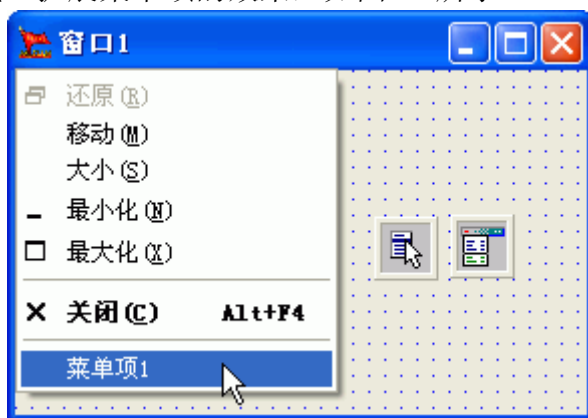 窗口1
还原(R)
移动(M)
大小(S)
最小化(N)
最大化(X)
关闭(C) Alt+F4
菜单项1